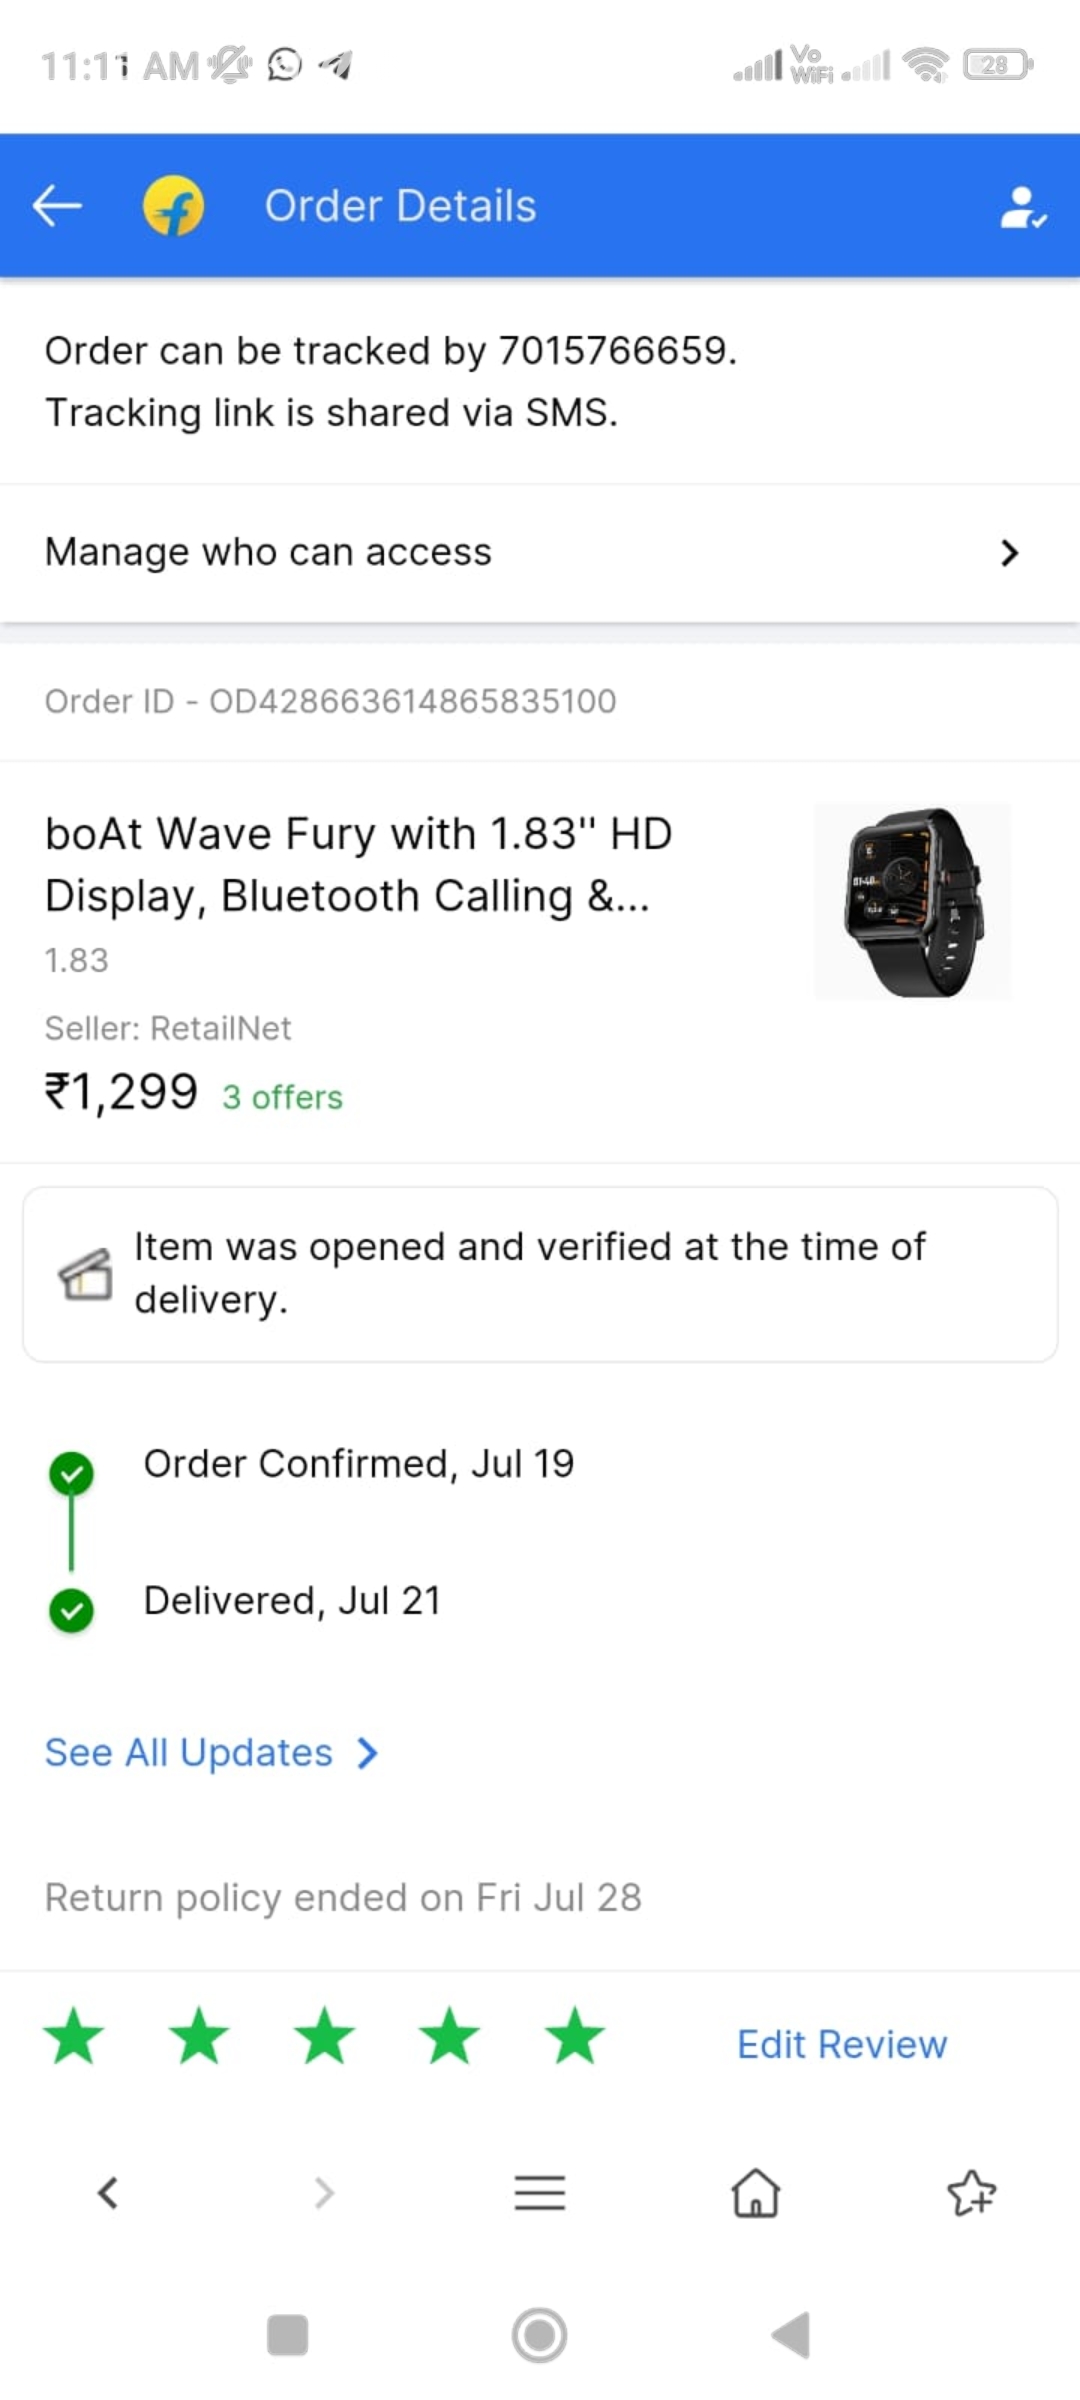 11:11 AM
Vo
WiFi
28
Order Details
Order can be tracked by 7015766659.
Tracking link is shared via SMS.
Manage who can access
Order ID - OD428663614865835100
boAt Wave Fury with 1.83" HD
Display, Bluetooth Calling &...
1.83
Seller: RetailNet
₹1,299 3 offers
Item was opened and verified at the time of
delivery.
Order Confirmed, Jul 19
Delivered, Jul 21
See All Updates
Return policy ended on Fri Jul 28
Edit Review